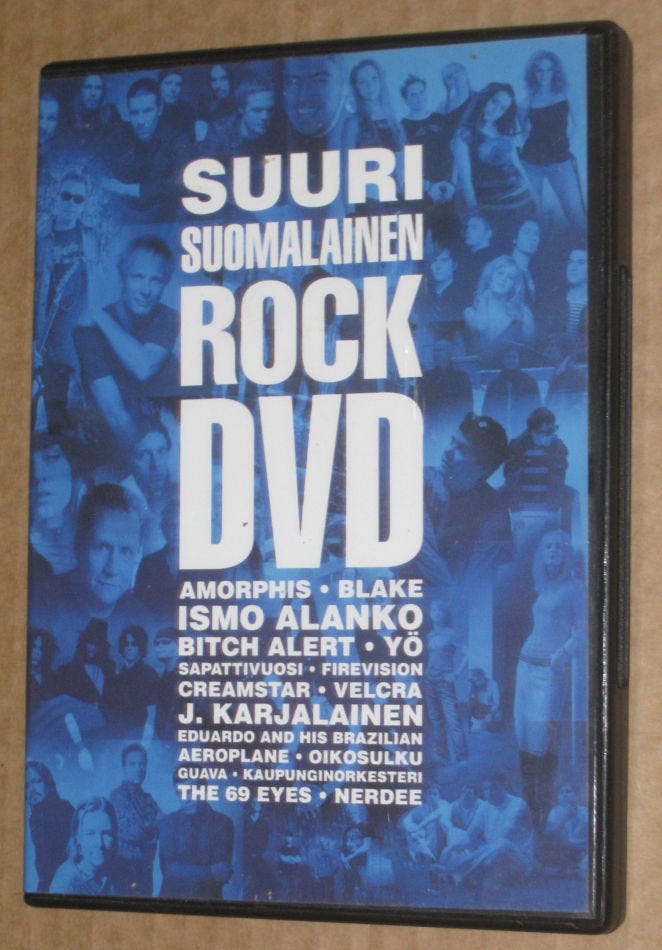 SUURI
SUOMALAINEN
ROCK
DVD
AMORPHIS • BLAKE
ISMO ALANKO
BITCH ALERT • YÖ
SAPATTIVUOSI • FIREVISION
CREAMSTAR • VELCRA
J. KARJALAINEN
EDUARDO AND HIS BRAZILIAN
AEROPLANE • OIKOSULKU
GUAVA • KAUPUNGINORKESTERI
THE 69 EYES • NERDEE